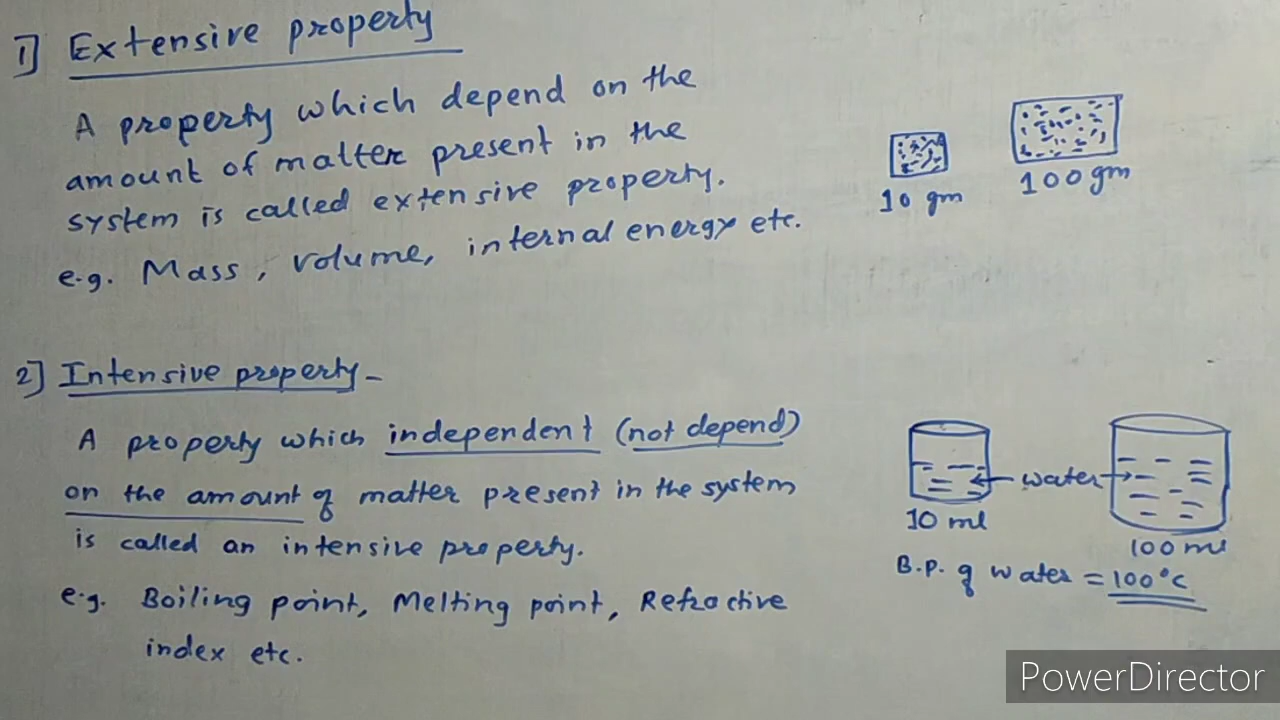 1] Extensive property
A property which depend on the
amount of matter present in the
system is called extensive property.
e.g. Mass, volume, internal energy etc.
10 gm
100 gm
2] Intensive property -
A property which independent (not depend)
on the amount of matter present in the system
is called an intensive property.
e.g. Boiling point, Melting point, Refractive
index etc.
water
10 ml
100 ml
B.P. of water = 100°C
PowerDirector